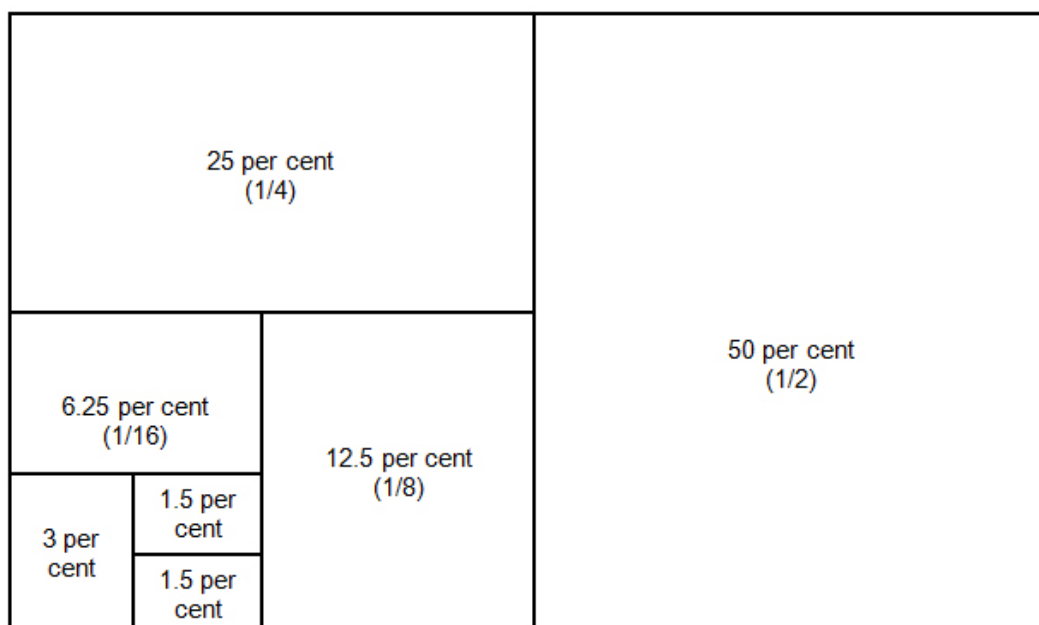 25 per cent
(1/4)
50 per cent
(1/2)
6.25 per cent
(1/16)
12.5 per cent
(1/8)
3 per
cent
1.5 per
cent
1.5 per
cent